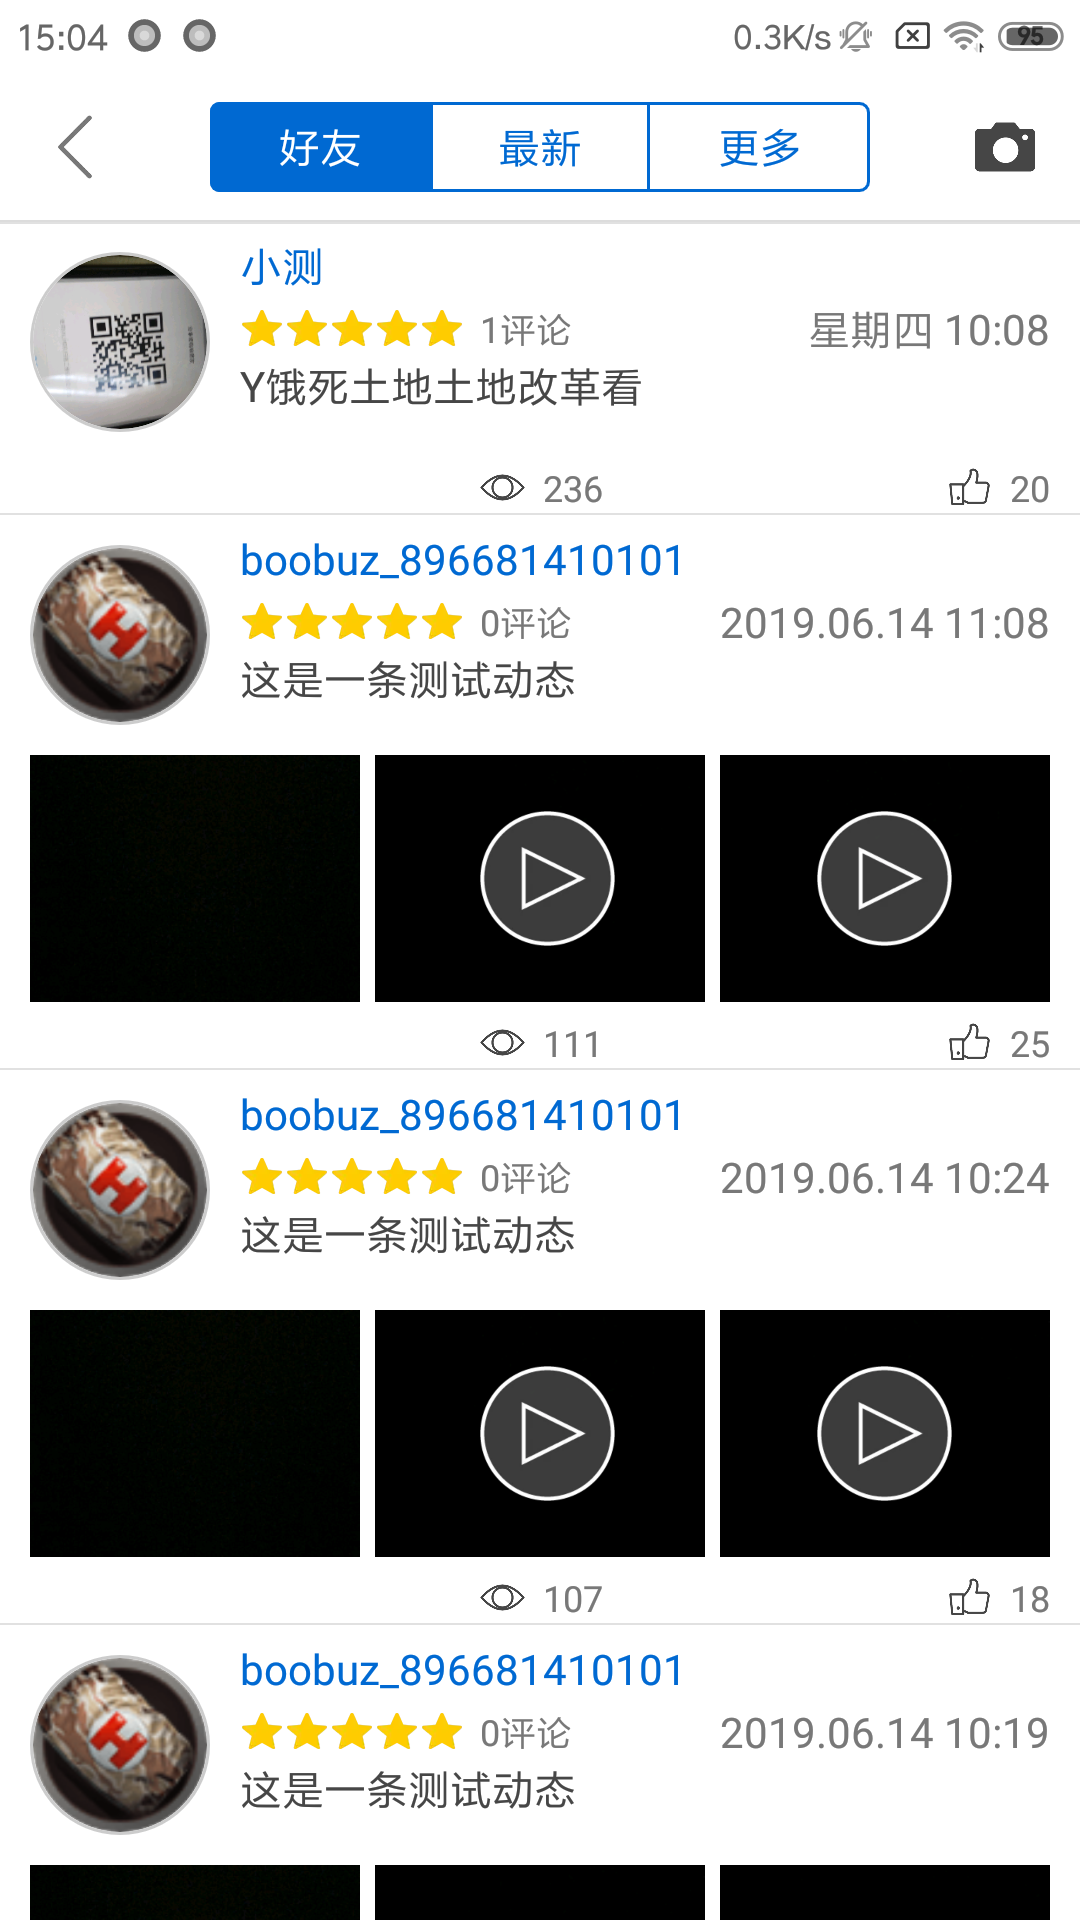 15:04 0.3K/s 95
好友 最新 更多
小测
1评论 星期四 10:08
Y饿死土地土地改革看
236 20
boobuz_896681410101
0评论 2019.06.14 11:08
这是一条测试动态
111 25
boobuz_896681410101
0评论 2019.06.14 10:24
这是一条测试动态
107 18
boobuz_896681410101
0评论 2019.06.14 10:19
这是一条测试动态